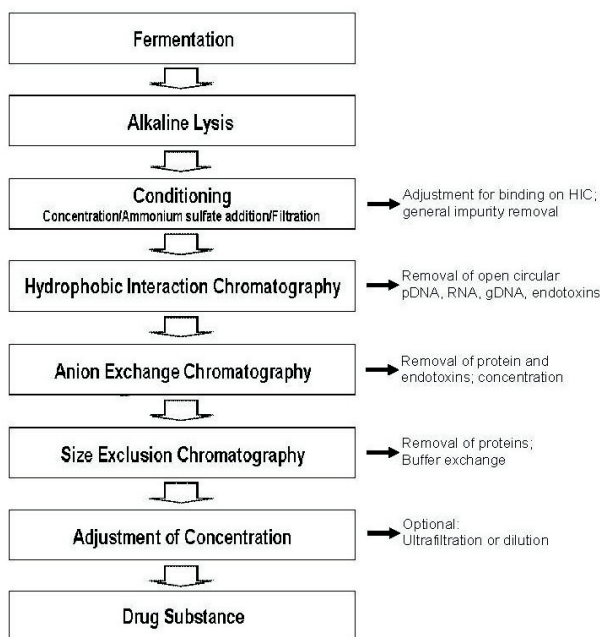 Fermentation
Alkaline Lysis
Conditioning
Concentration/Ammonium sulfate addition/Filtration
Adjustment for binding on HIC;
general impurity removal
Hydrophobic Interaction Chromatography
Removal of open circular
pDNA, RNA, gDNA, endotoxins
Anion Exchange Chromatography
Removal of protein and
endotoxins; concentration
Size Exclusion Chromatography
Removal of proteins;
Buffer exchange
Adjustment of Concentration
Optional:
Ultrafiltration or dilution
Drug Substance